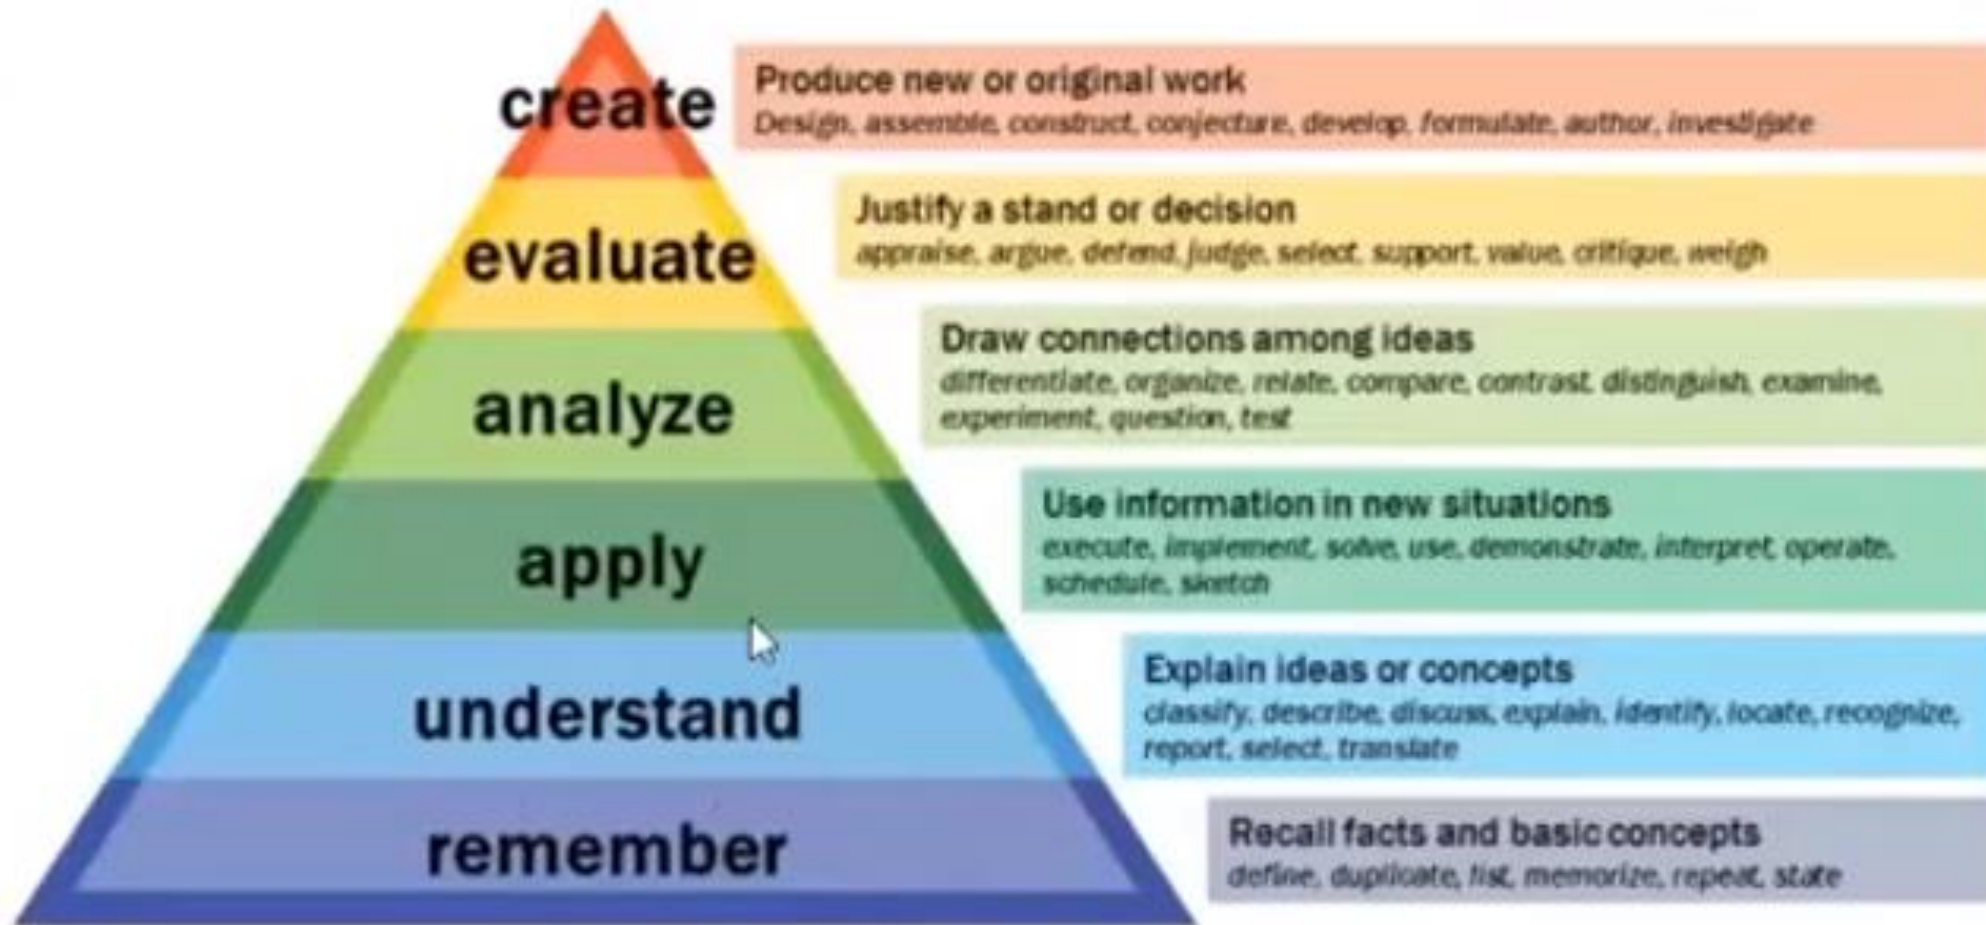 create
Produce new or original work
Design, assemble, construct, conjecture, develop, formulate, author, investigate
evaluate
Justify a stand or decision
appraise, argue, defend, judge, select, support, value, critique, weigh
analyze
Draw connections among ideas
differentiate, organize, relate, compare, contrast, distinguish, examine,
experiment, question, test
apply
Use information in new situations
execute, implement, solve, use, demonstrate, interpret, operate,
schedule, sketch
understand
Explain ideas or concepts
classify, describe, discuss, explain, identify, locate, recognize,
report, select, translate
remember
Recall facts and basic concepts
define, duplicate, list, memorize, repeat, state